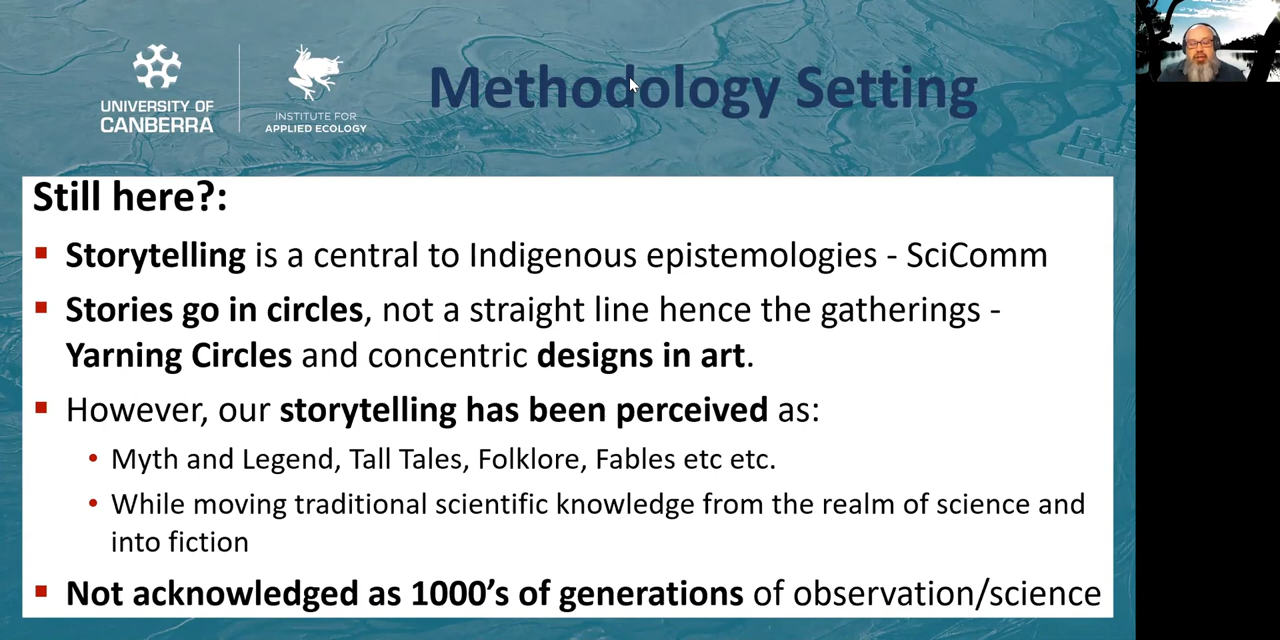 UNIVERSITY OF
CANBERRA
INSTITUTE FOR
APPLIED ECOLOGY
Methodology Setting
Still here?:
Storytelling is a central to Indigenous epistemologies - SciComm
Stories go in circles, not a straight line hence the gatherings -
Yarning Circles and concentric designs in art.
However, our storytelling has been perceived as:
Myth and Legend, Tall Tales, Folklore, Fables etc etc.
While moving traditional scientific knowledge from the realm of science and
into fiction
Not acknowledged as 1000’s of generations of observation/science